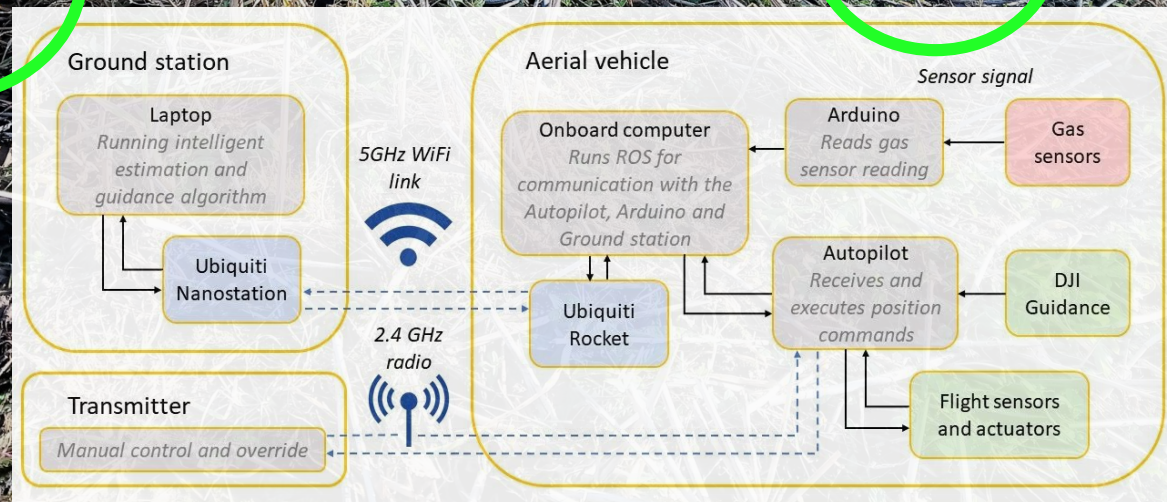 Ground station
Laptop
Running intelligent
estimation and
guidance algorithm
Ubiquiti
Nanostation
5GHz WiFi
link
2.4 GHz
radio
Transmitter
Manual control and override
Aerial vehicle
Sensor signal
Onboard computer
Runs ROS for
communication with the
Autopilot, Arduino and
Ground station
Arduino
Reads gas
sensor reading
Gas
sensors
Ubiquiti
Rocket
Autopilot
Receives and
executes position
commands
DJI
Guidance
Flight sensors
and actuators